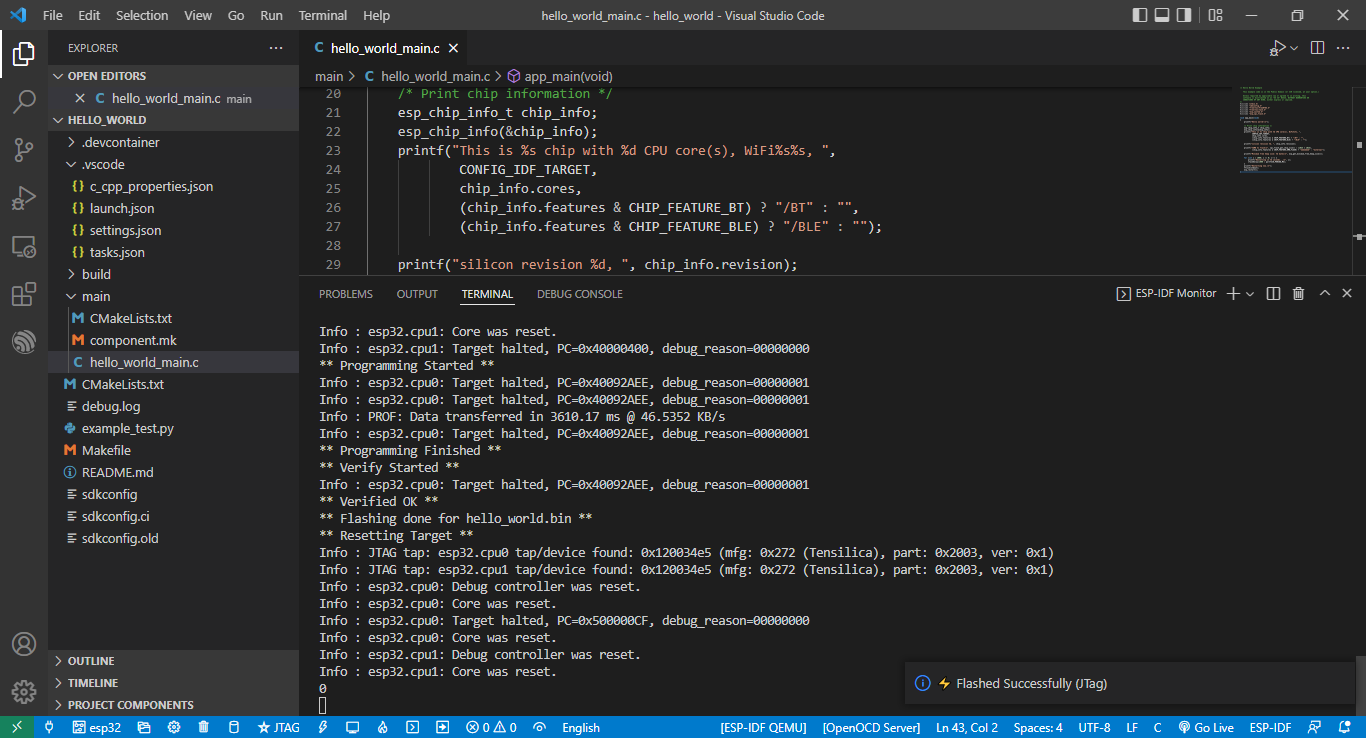 File Edit Selection View Go Run Terminal Help
hello_world_main.c - hello_world - Visual Studio Code
EXPLORER
OPEN EDITORS
hello_world_main.c main
HELLO_WORLD
.devcontainer
.vscode
c_cpp_properties.json
launch.json
settings.json
tasks.json
build
main
CMakeLists.txt
component.mk
hello_world_main.c
CMakeLists.txt
debug.log
example_test.py
Makefile
README.md
sdkconfig
sdkconfig.ci
sdkconfig.old
OUTLINE
TIMELINE
PROJECT COMPONENTS
hello_world_main.c
main > C hello_world_main.c > app_main(void)
20 /* Print chip information */
21 esp_chip_info_t chip_info;
22 esp_chip_info(&chip_info);
23 printf("This is %s chip with %d CPU core(s), WiFi%s%s, ",
24 CONFIG_IDF_TARGET,
25 chip_info.cores,
26 (chip_info.features & CHIP_FEATURE_BT) ? "/BT" : "",
27 (chip_info.features & CHIP_FEATURE_BLE) ? "/BLE" : "");
28
29 printf("silicon revision %d, ", chip_info.revision);
PROBLEMS OUTPUT TERMINAL DEBUG CONSOLE
ESP-IDF Monitor
Info : esp32.cpu1: Core was reset.
Info : esp32.cpu1: Target halted, PC=0x40000400, debug_reason=00000000
** Programming Started **
Info : esp32.cpu0: Target halted, PC=0x40092AEE, debug_reason=00000001
Info : esp32.cpu0: Target halted, PC=0x40092AEE, debug_reason=00000001
Info : PROF: Data transferred in 3610.17 ms @ 46.5352 KB/s
Info : esp32.cpu0: Target halted, PC=0x40092AEE, debug_reason=00000001
** Programming Finished **
** Verify Started **
Info : esp32.cpu0: Target halted, PC=0x40092AEE, debug_reason=00000001
** Verified OK **
** Flashing done for hello_world.bin **
** Resetting Target **
Info : JTAG tap: esp32.cpu0 tap/device found: 0x120034e5 (mfg: 0x272 (Tensilica), part: 0x2003, ver: 0x1)
Info : JTAG tap: esp32.cpu1 tap/device found: 0x120034e5 (mfg: 0x272 (Tensilica), part: 0x2003, ver: 0x1)
Info : esp32.cpu0: Debug controller was reset.
Info : esp32.cpu0: Core was reset.
Info : esp32.cpu0: Target halted, PC=0x500000CF, debug_reason=00000000
Info : esp32.cpu0: Core was reset.
Info : esp32.cpu1: Debug controller was reset.
Info : esp32.cpu1: Core was reset.
0
Flashed Successfully (JTag)
esp32 JTAG 0 0 English [ESP-IDF QEMU] [OpenOCD Server] Ln 43, Col 2 Spaces: 4 UTF-8 LF C Go Live ESP-IDF